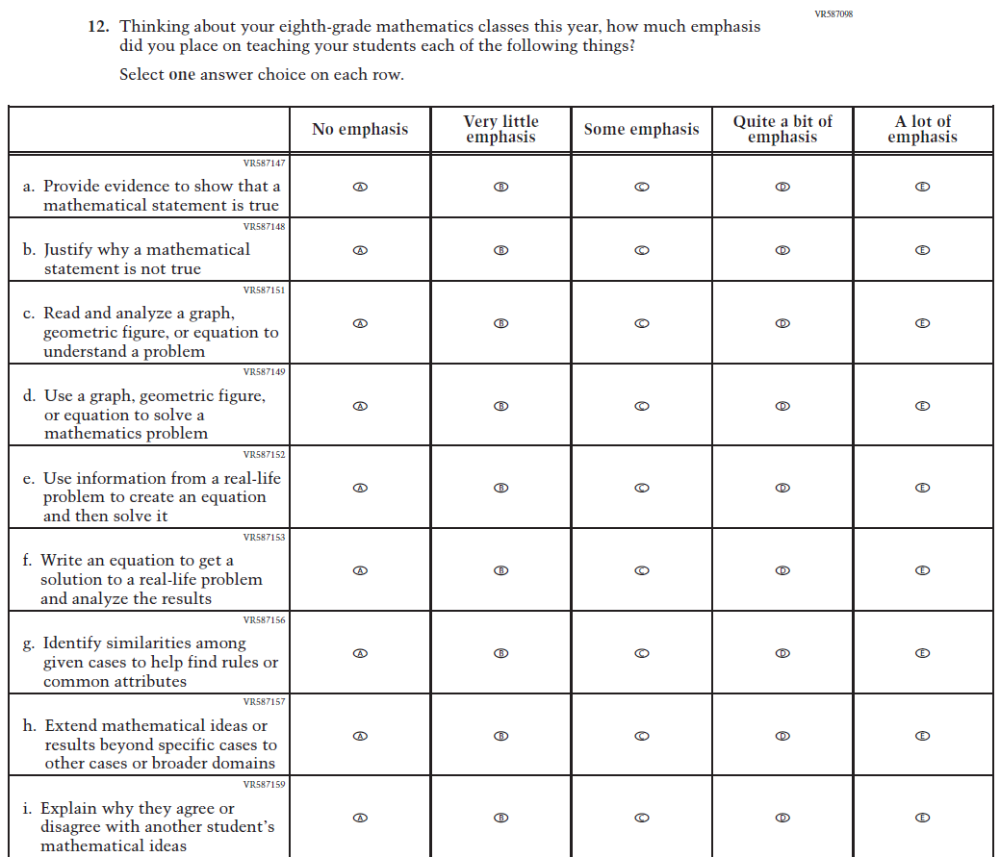 VR587098
12. Thinking about your eighth-grade mathematics classes this year, how much emphasis
did you place on teaching your students each of the following things?
Select one answer choice on each row.
No emphasis
Very little
emphasis
Some emphasis
Quite a bit of
emphasis
A lot of
emphasis
VR587147
a. Provide evidence to show that a
mathematical statement is true
A B C D E
VR587148
b. Justify why a mathematical
statement is not true
A B C D E
VR587151
c. Read and analyze a graph,
geometric figure, or equation to
understand a problem
A B C D E
VR587149
d. Use a graph, geometric figure,
or equation to solve a
mathematics problem
A B C D E
VR587152
e. Use information from a real-life
problem to create an equation
and then solve it
A B C D E
VR587153
f. Write an equation to get a
solution to a real-life problem
and analyze the results
A B C D E
VR587156
g. Identify similarities among
given cases to help find rules or
common attributes
A B C D E
VR587157
h. Extend mathematical ideas or
results beyond specific cases to
other cases or broader domains
A B C D E
VR587159
i. Explain why they agree or
disagree with another student's
mathematical ideas
A B C D E